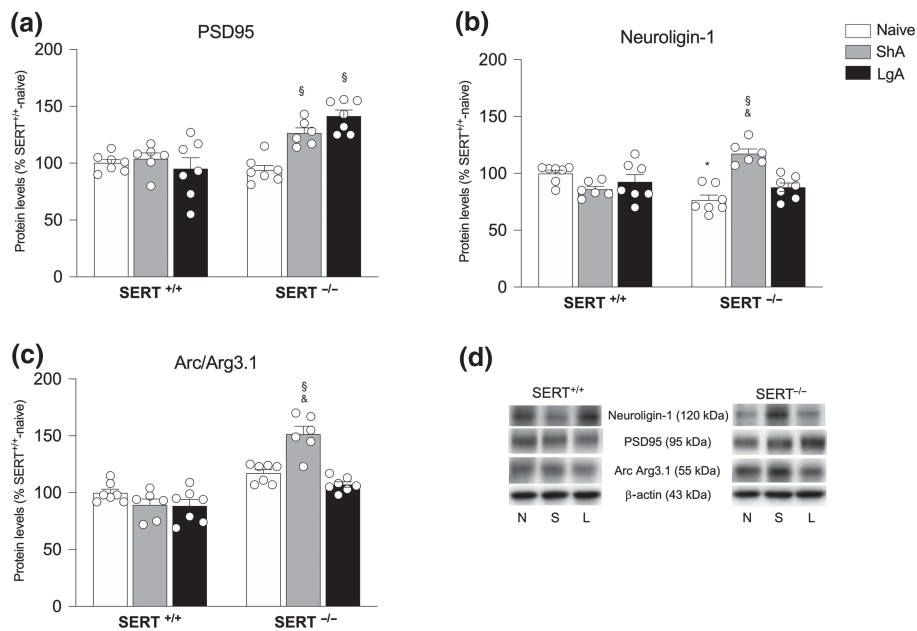 (a)
PSD95
Protein levels (% SERT+/+-naive)
200
150
100
50
0
§
§
SERT +/+
SERT −/−
(b)
Neuroligin-1
Protein levels (% SERT+/+-naive)
200
150
100
50
0
*
§
&
SERT +/+
SERT −/−
Naive
ShA
LgA
(c)
Arc/Arg3.1
Protein levels (% SERT+/+-naive)
200
150
100
50
0
§
&
SERT +/+
SERT −/−
(d)
SERT+/+
SERT−/−
Neuroligin-1 (120 kDa)
PSD95 (95 kDa)
Arc Arg3.1 (55 kDa)
β-actin (43 kDa)
N S L
N S L